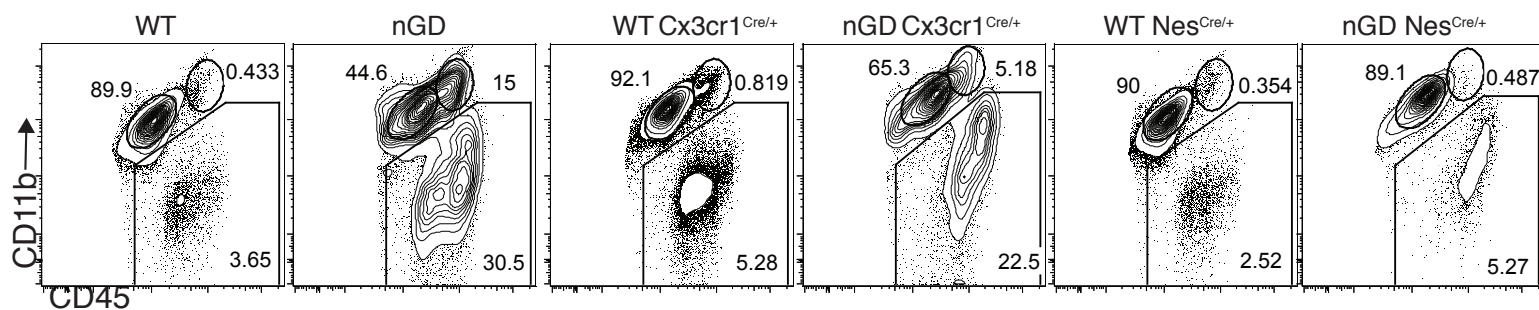 WT
89.9
0.433
3.65
nGD
44.6
15
30.5
WT Cx3cr1Cre/+
92.1
0.819
5.28
nGD Cx3cr1Cre/+
65.3
5.18
22.5
WT NesCre/+
90
0.354
2.52
nGD NesCre/+
89.1
0.487
5.27
CD11b
CD45